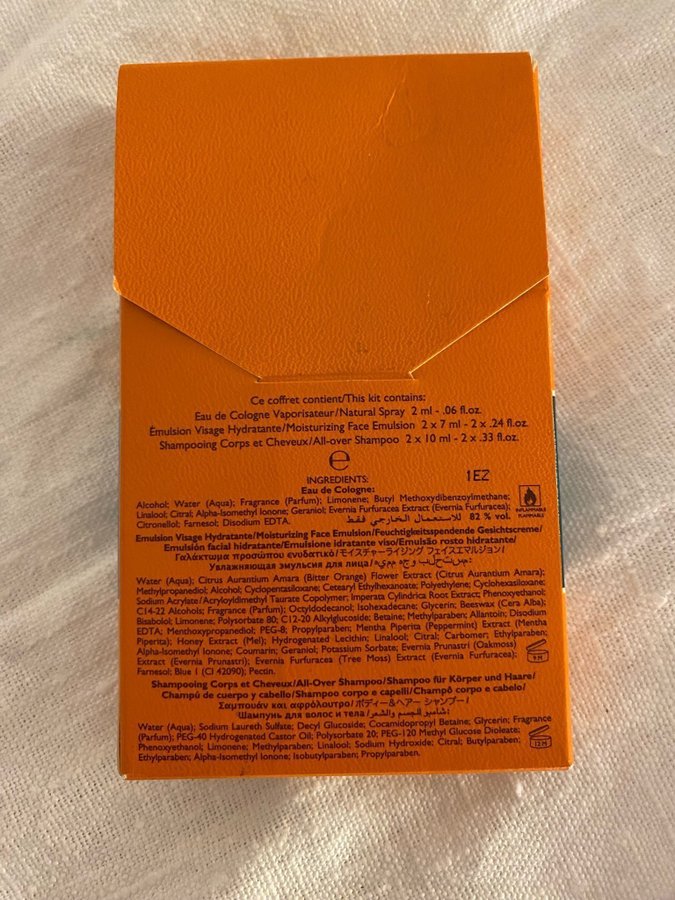 Ce coffret contient/This kit contains:
Eau de Cologne Vaporisateur/Natural Spray 2 ml - .06 fl.oz.
Émulsion Visage Hydratante/Moisturizing Face Emulsion 2 x 7 ml - 2 x .24 fl.oz.
Shampooing Corps et Cheveux/All-over Shampoo 2 x 10 ml - 2 x .33 fl.oz.
e
1EZ
INGREDIENTS:
Eau de Cologne:
Alcohol; Water (Aqua); Fragrance (Parfum); Limonene; Butyl Methoxydibenzoylmethane;
Linalool; Citral; Alpha-Isomethyl Ionone; Geraniol; Evernia Furfuracea Extract (Evernia Furfuracea);
Citronellol; Farnesol; Disodium EDTA. للاستعمال الخارجي فقط 82 % vol.
INFLAMMABLE
FLAMMABLE
Émulsion Visage Hydratante/Moisturizing Face Emulsion/Feuchtigkeitsspendende Gesichtscreme/
Emulsión facial hidratante/Emulsione idratante viso/Emulsão rosto hidratante/
Γαλάκτωμα προσώπου ενυδατικό/モイスチャーライジング フェイスエマルジョン/
Увлажняющая эмульсия для лица/
Water (Aqua); Citrus Aurantium Amara (Bitter Orange) Flower Extract (Citrus Aurantium Amara);
Methylpropanediol; Alcohol; Cyclopentasiloxane; Cetearyl Ethylhexanoate; Polyethylene; Cyclohexasiloxane;
Sodium Acrylate/Acryloyldimethyl Taurate Copolymer; Imperata Cylindrica Root Extract; Phenoxyethanol;
C14-22 Alcohols; Fragrance (Parfum); Octyldodecanol; Isohexadecane; Glycerin; Beeswax (Cera Alba);
Bisabolol; Limonene; Polysorbate 80; C12-20 Alkylglucoside; Betaine; Methylparaben; Allantoin; Disodium
EDTA; Menthoxypropanediol; PEG-8; Propylparaben; Mentha Piperita (Peppermint) Extract (Mentha
Piperita); Honey Extract (Mel); Hydrogenated Lecithin; Linalool; Citral; Carbomer; Ethylparaben;
Alpha-Isomethyl Ionone; Coumarin; Geraniol; Potassium Sorbate; Evernia Prunastri (Oakmoss)
Extract (Evernia Prunastri); Evernia Furfuracea (Tree Moss) Extract (Evernia Furfuracea);
Farnesol; Blue 1 (CI 42090); Pectin.
9M
Shampooing Corps et Cheveux/All-Over Shampoo/Shampoo für Körper und Haare/
Champú de cuerpo y cabello/Shampoo corpo e capelli/Champô corpo e cabelo/
Σαμπουάν και αφρόλουτρο/ボディー&ヘアー シャンプー/
Шампунь для волос и тела /شامبو للجسم والشعر:
Water (Aqua); Sodium Laureth Sulfate; Decyl Glucoside; Cocamidopropyl Betaine; Glycerin; Fragrance
(Parfum); PEG-40 Hydrogenated Castor Oil; Polysorbate 20; PEG-120 Methyl Glucose Dioleate;
Phenoxyethanol; Limonene; Methylparaben; Linalool; Sodium Hydroxide; Citral; Butylparaben;
Ethylparaben; Alpha-Isomethyl Ionone; Isobutylparaben; Propylparaben.
12M